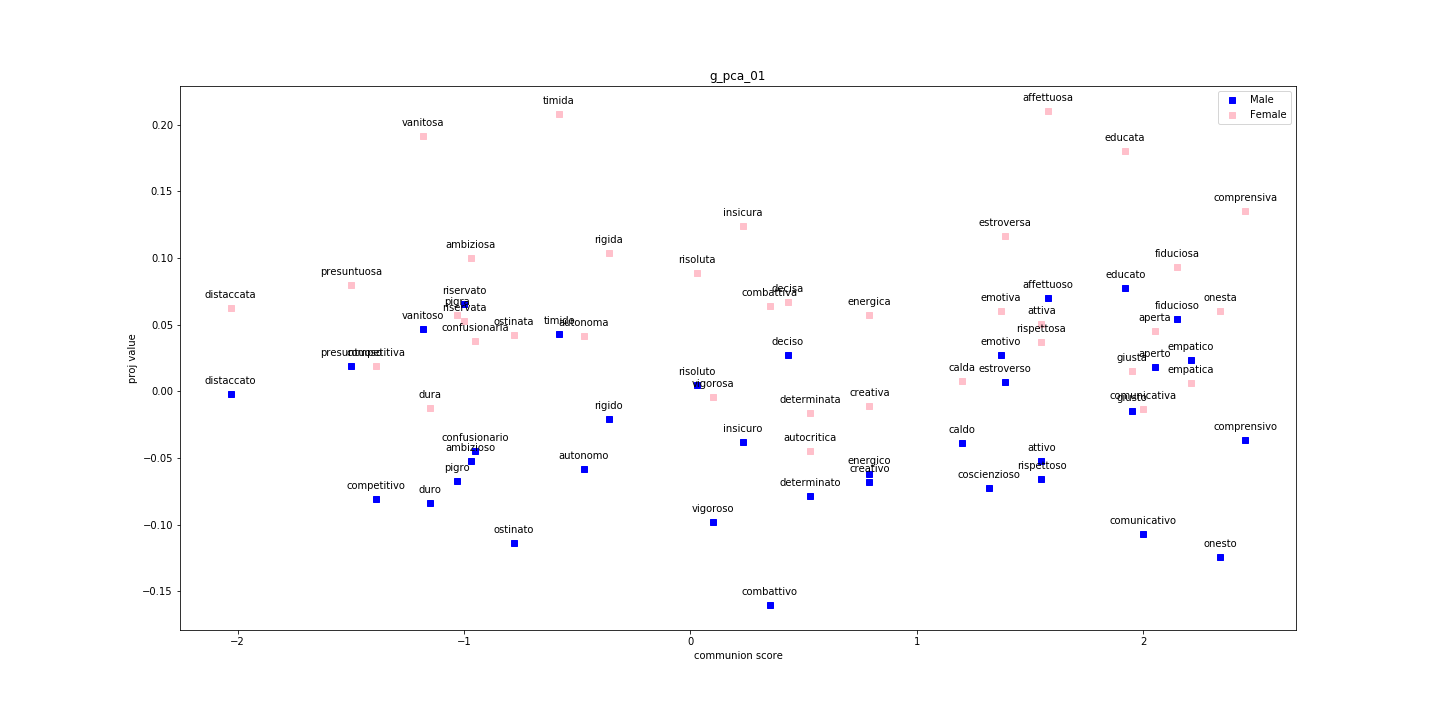 g_pca_01
Male
Female
timida
affettuosa
vanitosa
educata
comprensiva
insicura
estroversa
ambiziosa
rigida
risoluta
fiduciosa
presuntuosa
educato
distaccata
riservato
pigra
riservata
combattiva
decisa
energica
affettuoso
emotiva
attiva
fiducioso
onesta
vanitoso
confusionaria
ostinata
timido
autonoma
rispettosa
aperta
presuntuoso
competitiva
deciso
emotivo
empatico
aperto
giusta
distaccato
risoluto
vigorosa
estroverso
calda
empatica
dura
determinata
creativa
comunicativa
giusto
rigido
confusionario
ambizioso
insicuro
autocritica
caldo
comprensivo
pigro
autonomo
energico
creativo
attivo
rispettoso
competitivo
duro
determinato
coscienzioso
vigoroso
ostinato
comunicativo
onesto
combattivo
0.20
0.15
0.10
0.05
0.00
−0.05
−0.10
−0.15
proj value
−2
−1
0
1
2
communion score